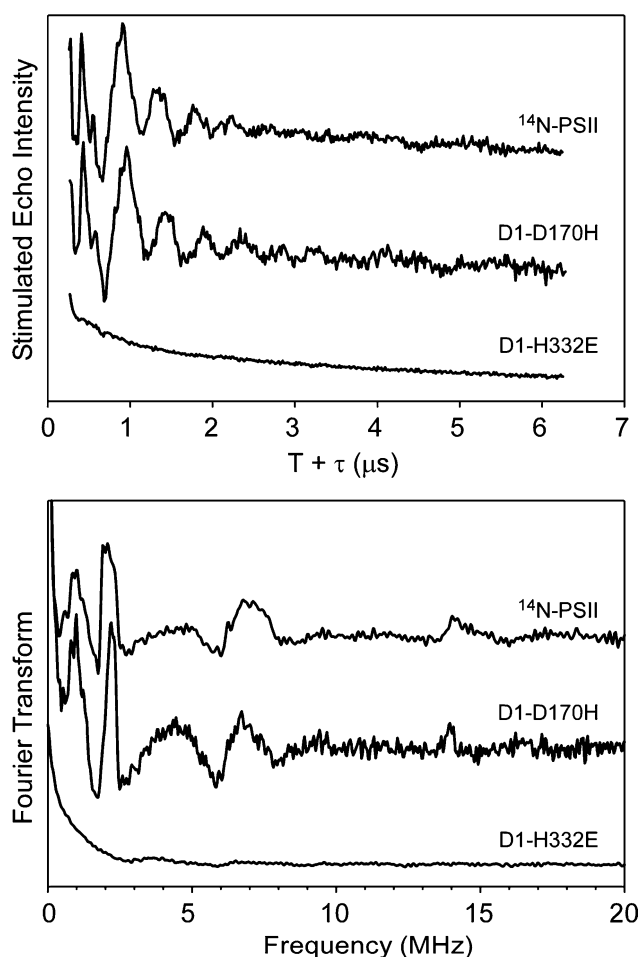 Stimulated Echo Intensity
¹⁴N-PSII
D1-D170H
D1-H332E
0 1 2 3 4 5 6 7
T + τ (μs)
Fourier Transform
¹⁴N-PSII
D1-D170H
D1-H332E
0 5 10 15 20
Frequency (MHz)